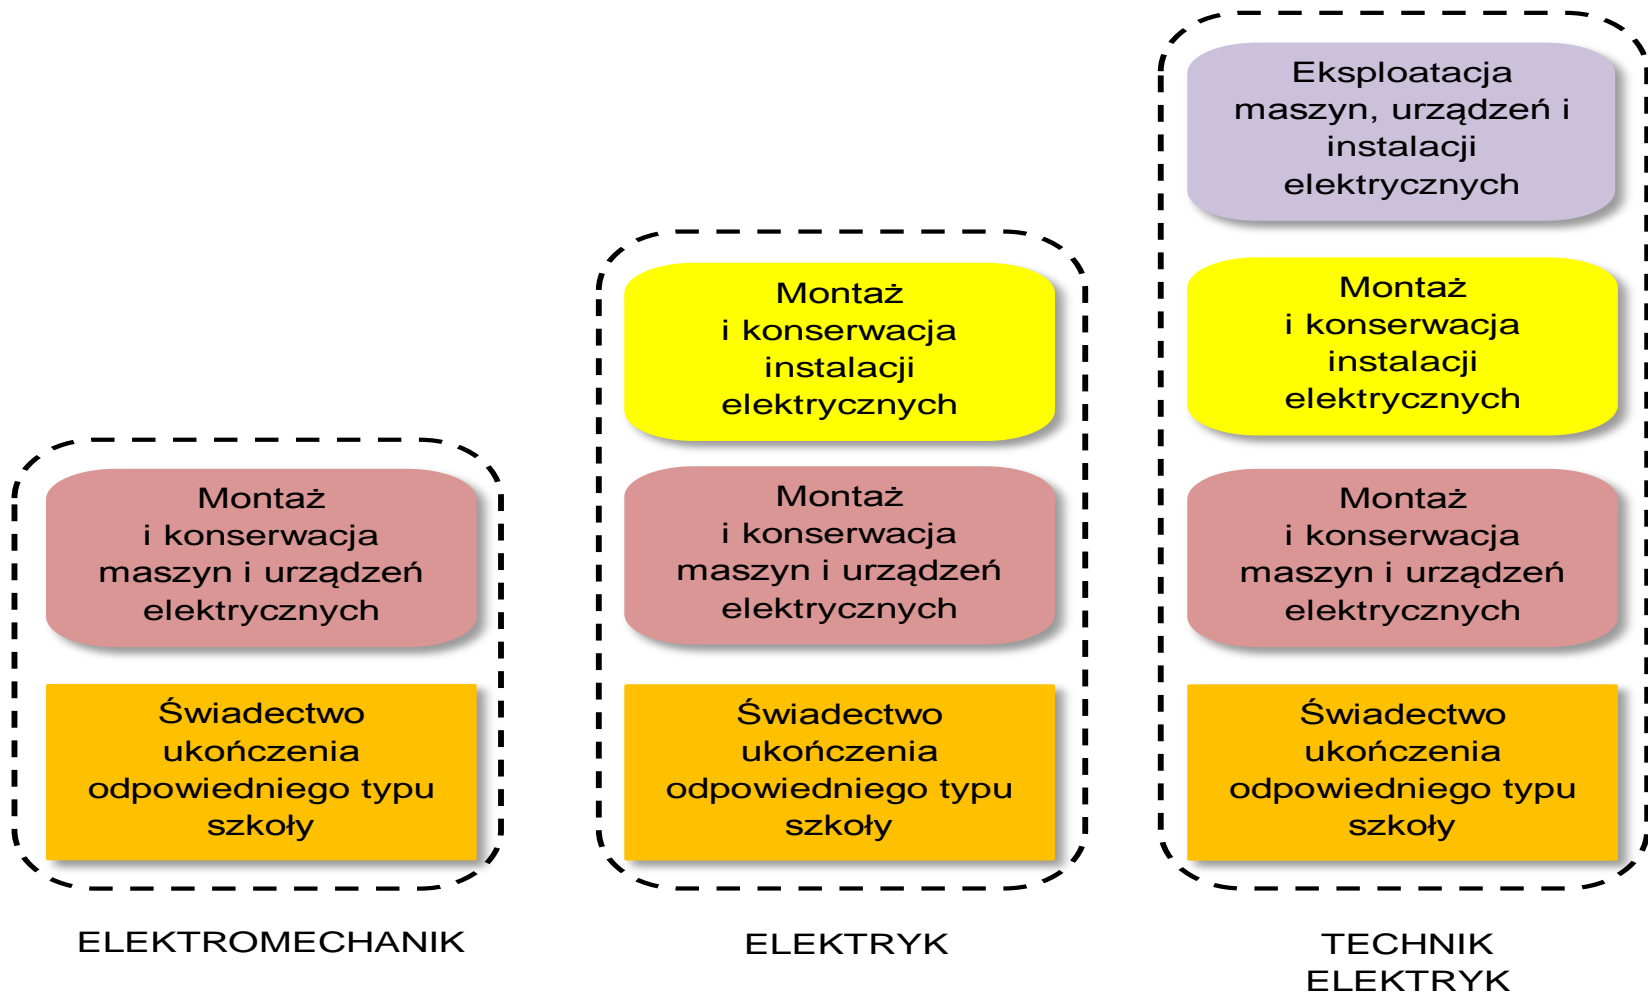 Montaż
i konserwacja
maszyn i urządzeń
elektrycznych
Świadectwo
ukończenia
odpowiedniego typu
szkoły
ELEKTROMECHANIK
Montaż
i konserwacja
instalacji
elektrycznych
Montaż
i konserwacja
maszyn i urządzeń
elektrycznych
Świadectwo
ukończenia
odpowiedniego typu
szkoły
ELEKTRYK
Eksploatacja
maszyn, urządzeń i
instalacji
elektrycznych
Montaż
i konserwacja
instalacji
elektrycznych
Montaż
i konserwacja
maszyn i urządzeń
elektrycznych
Świadectwo
ukończenia
odpowiedniego typu
szkoły
TECHNIK
ELEKTRYK